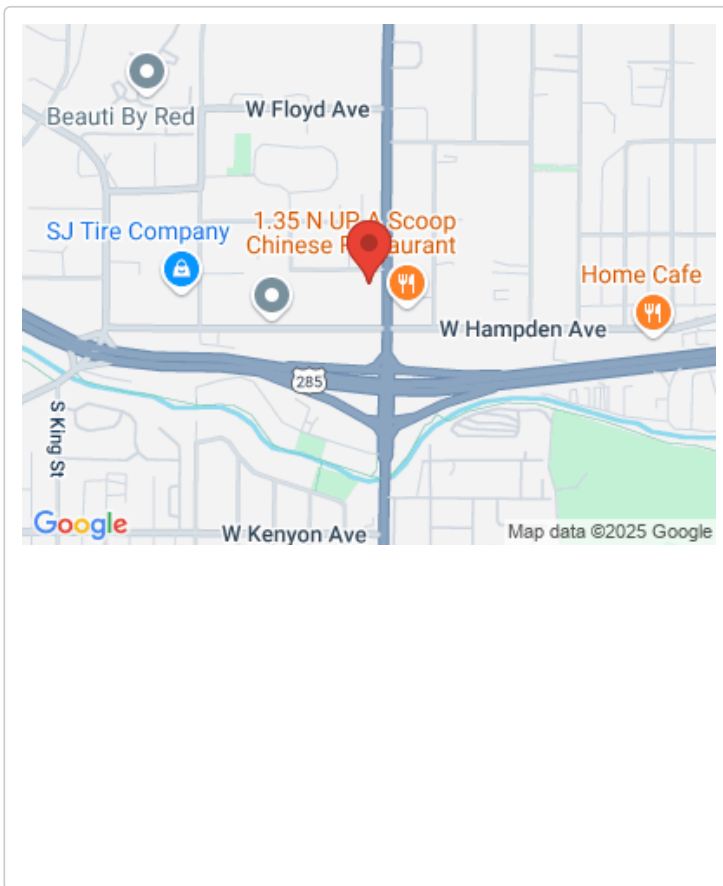 W Floyd Ave
Beauti By Red
1.35 N UP A Scoop
Chinese R aurant
SJ Tire Company
Home Cafe
W Hampden Ave
285
S King St
Google
W Kenyon Ave
Map data ©2025 Google